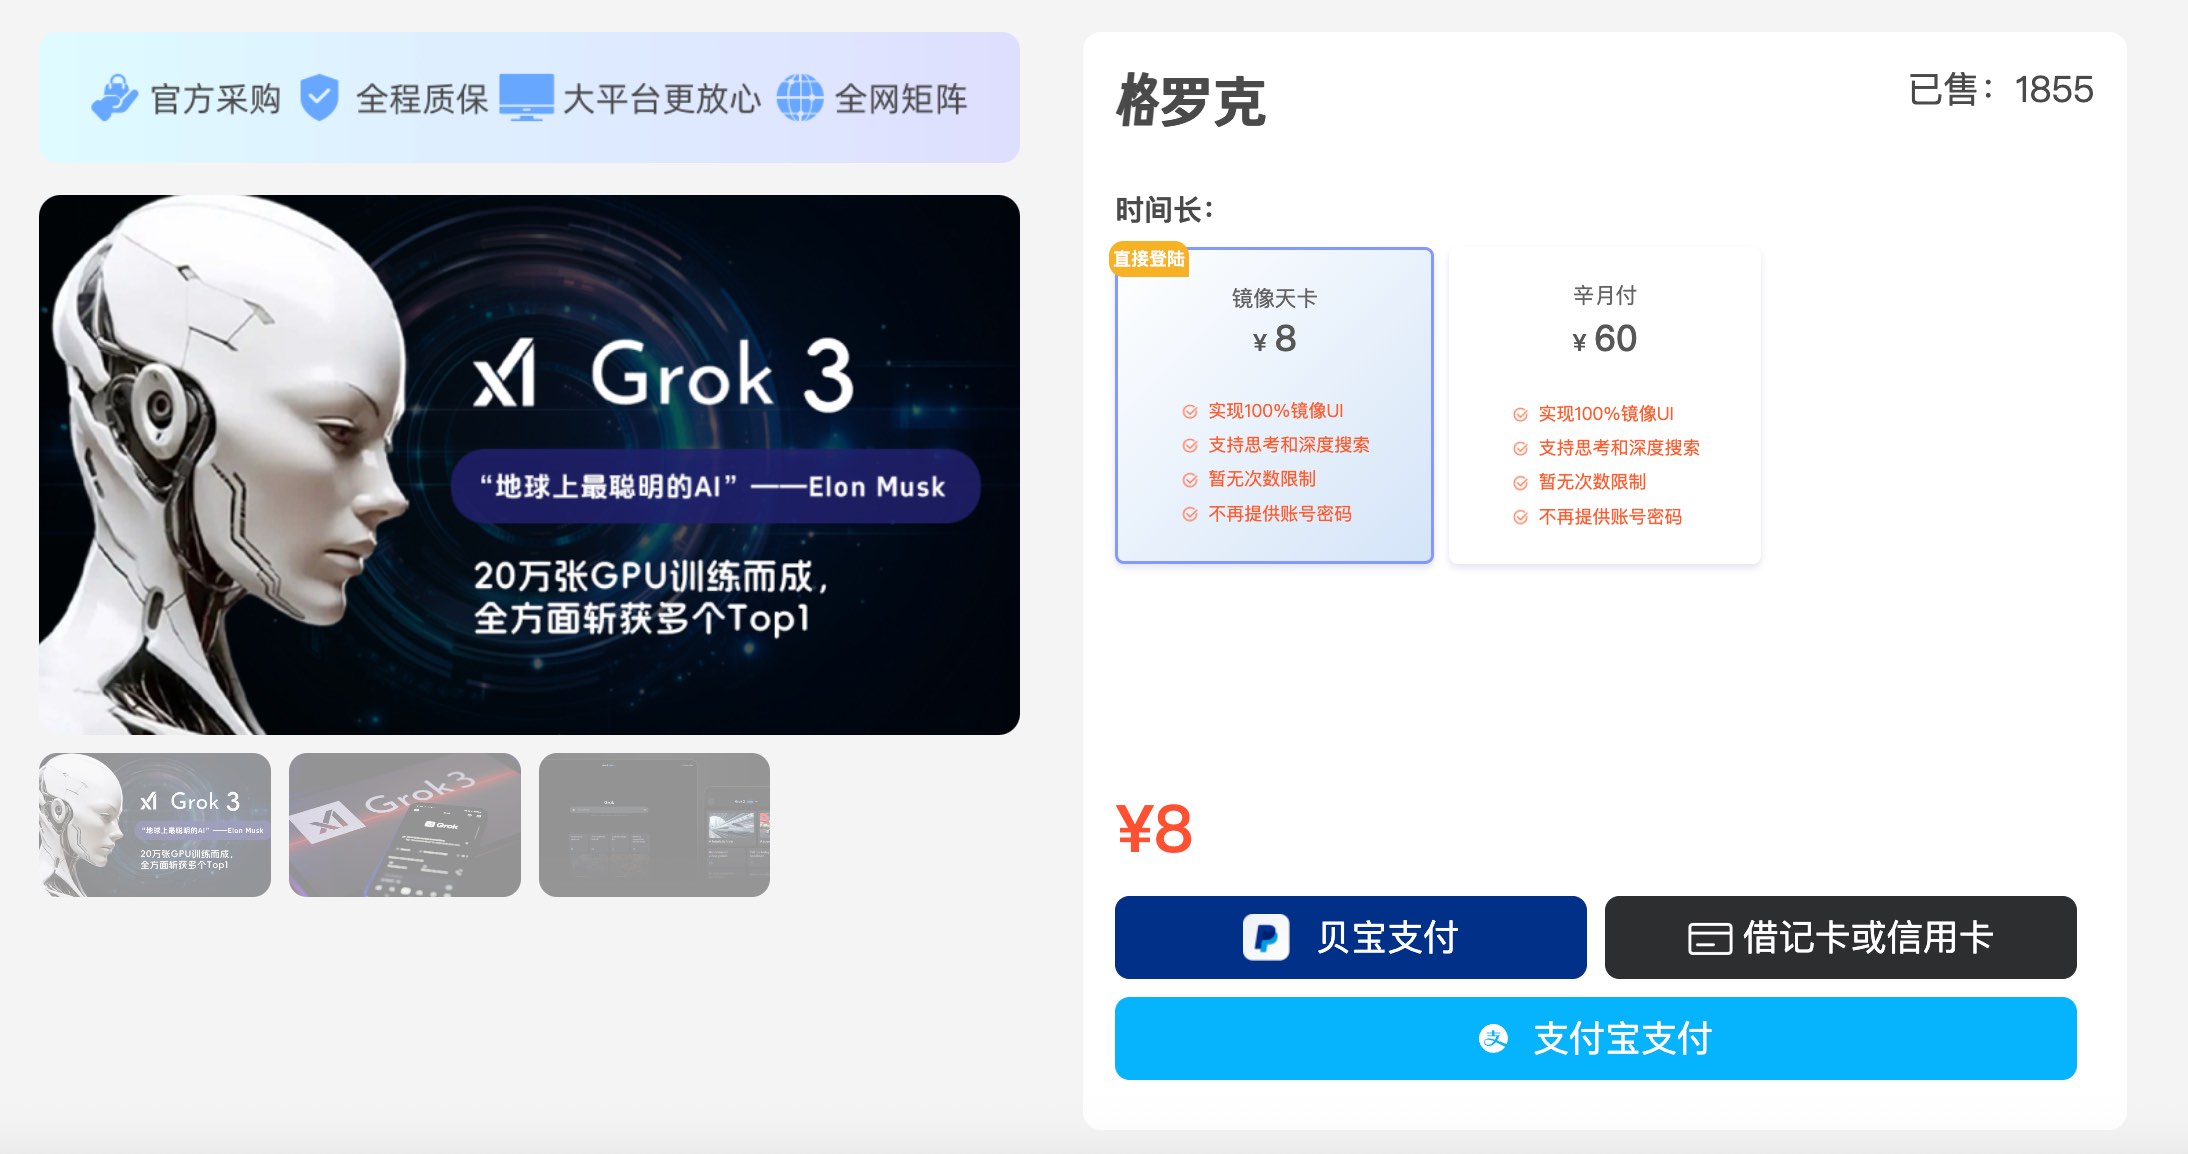 官方采购 全程质保 大平台更放心 全网矩阵
xI Grok 3
“地球上最聪明的AI” ——Elon Musk
20万张GPU训练而成，
全方面斩获多个Top1
xI Grok 3
“地球上最聪明的AI” ——Elon Musk
20万张GPU训练而成，
全方面斩获多个Top1
Grok3
xI
Grok
Grok
格罗克
已售：1855
时间长：
直接登陆
镜像天卡
¥ 8
实现100%镜像UI
支持思考和深度搜索
暂无次数限制
不再提供账号密码
辛月付
¥ 60
实现100%镜像UI
支持思考和深度搜索
暂无次数限制
不再提供账号密码
¥8
贝宝支付
借记卡或信用卡
支 支付宝支付